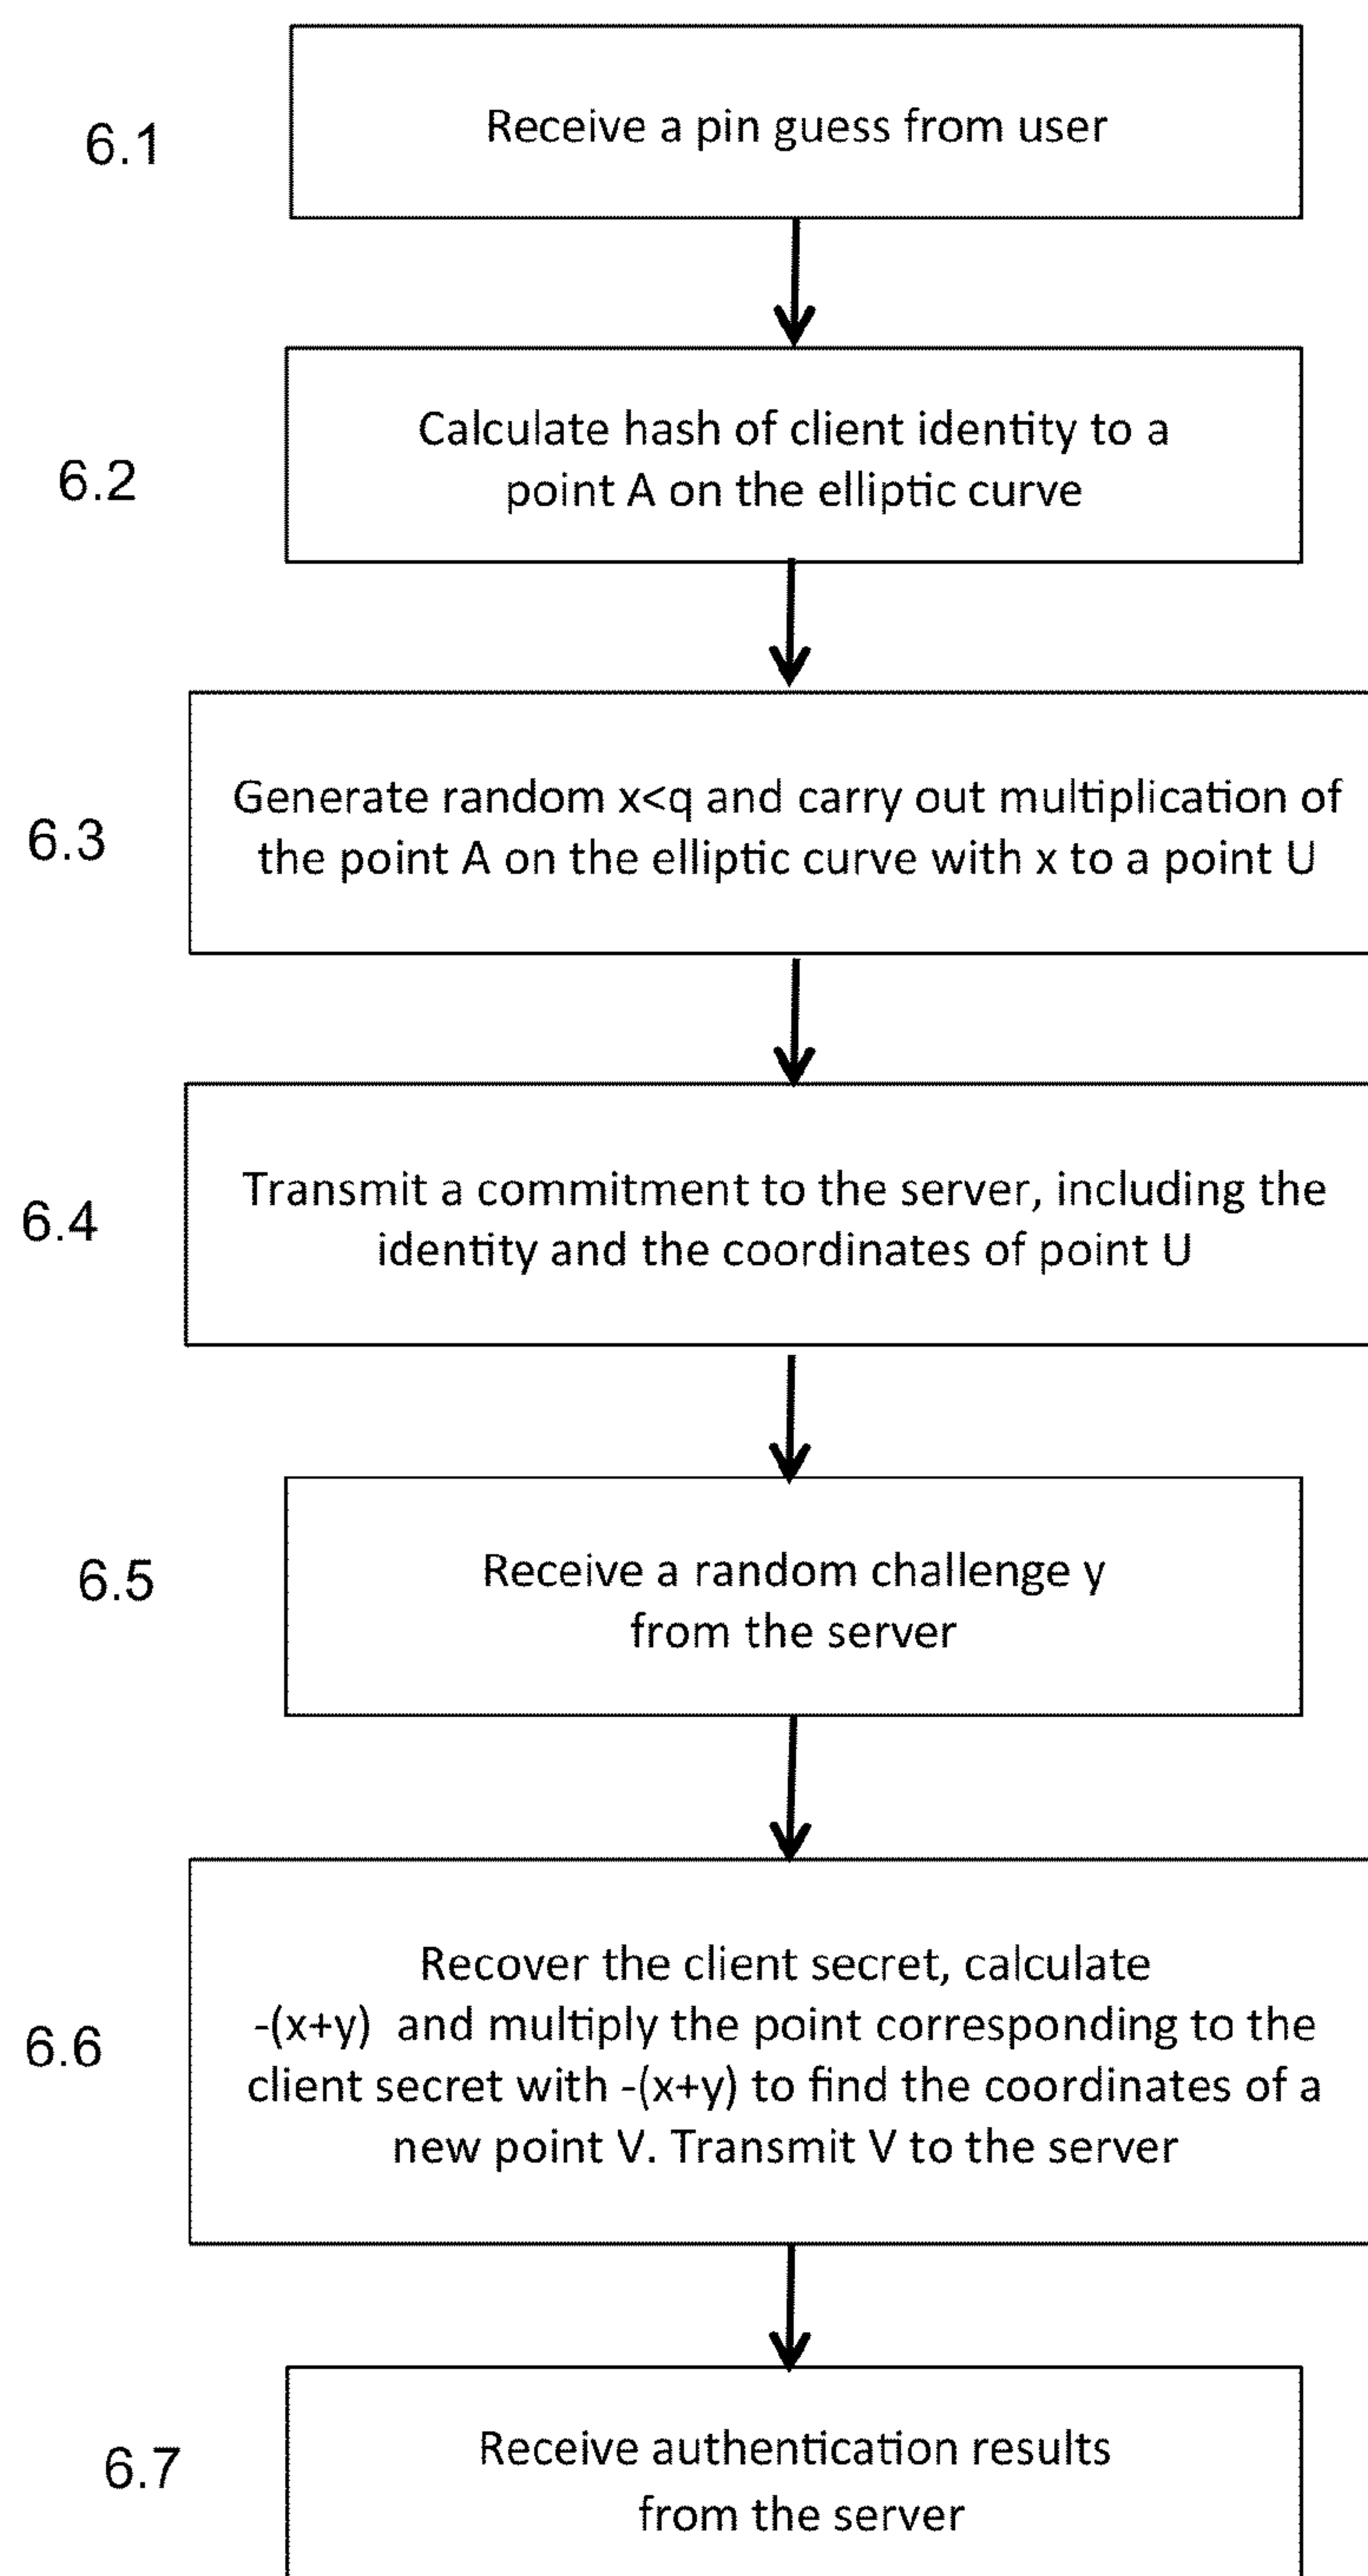 6.1
Receive a pin guess from user
6.2
Calculate hash of client identity to a
point A on the elliptic curve
6.3
Generate random x<q and carry out multiplication of
the point A on the elliptic curve with x to a point U
6.4
Transmit a commitment to the server, including the
identity and the coordinates of point U
6.5
Receive a random challenge y
from the server
6.6
Recover the client secret, calculate
-(x+y) and multiply the point corresponding to the
client secret with -(x+y) to find the coordinates of a
new point V. Transmit V to the server
6.7
Receive authentication results
from the server